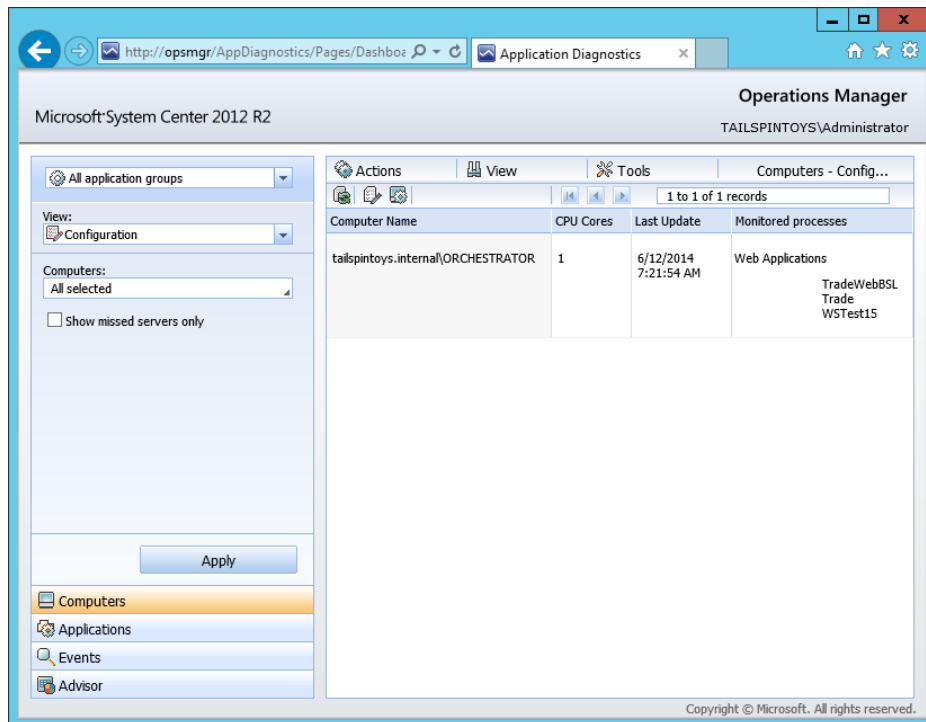 http://opsmgr/AppDiagnostics/Pages/Dashboa
Application Diagnostics
Microsoft System Center 2012 R2
Operations Manager
TAILSPINTOYS\Administrator
All application groups
View:
Configuration
Computers:
All selected
Show missed servers only
Apply
Computers
Applications
Events
Advisor
Actions
View
Tools
Computers - Config...
1 to 1 of 1 records
Computer Name
CPU Cores
Last Update
Monitored processes
tailspintoys.internal\ORCHESTRATOR
1
6/12/2014
7:21:54 AM
Web Applications
TradeWebBSL
Trade
WSTest15
Copyright © Microsoft. All rights reserved.